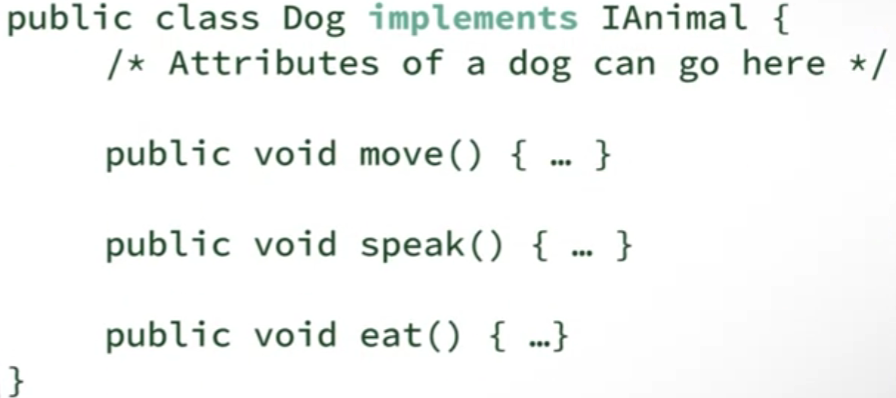 public class Dog implements IAnimal {
/* Attributes of a dog can go here */
public void move() { … }
public void speak() { … }
public void eat() { …}
}